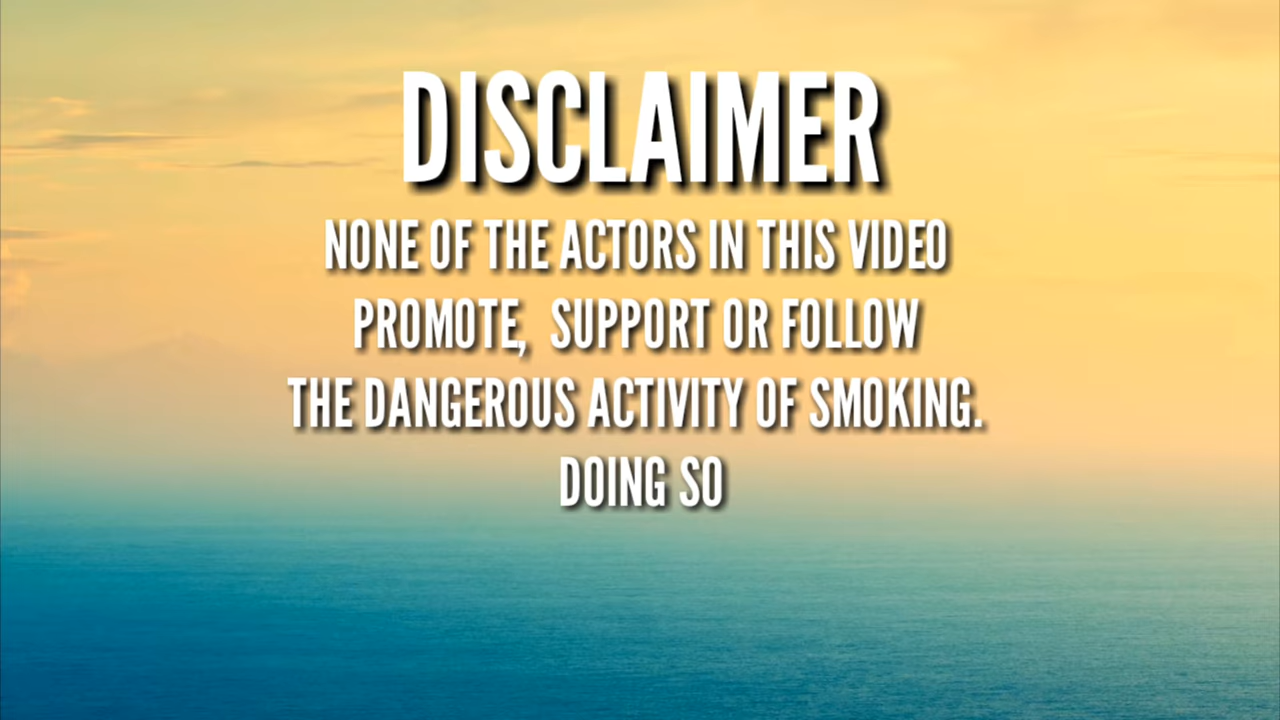 DISCLAIMER
NONE OF THE ACTORS IN THIS VIDEO
PROMOTE, SUPPORT OR FOLLOW
THE DANGEROUS ACTIVITY OF SMOKING.
DOING SO